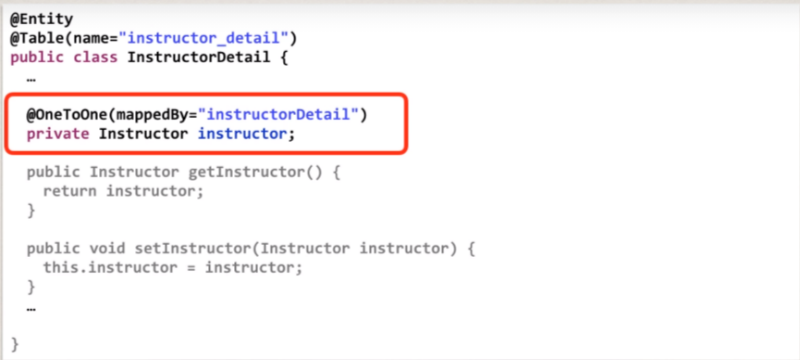 @Entity
@Table(name="instructor_detail")
public class InstructorDetail {
…
@OneToOne(mappedBy="instructorDetail")
private Instructor instructor;
public Instructor getInstructor() {
return instructor;
}
public void setInstructor(Instructor instructor) {
this.instructor = instructor;
}
…
}